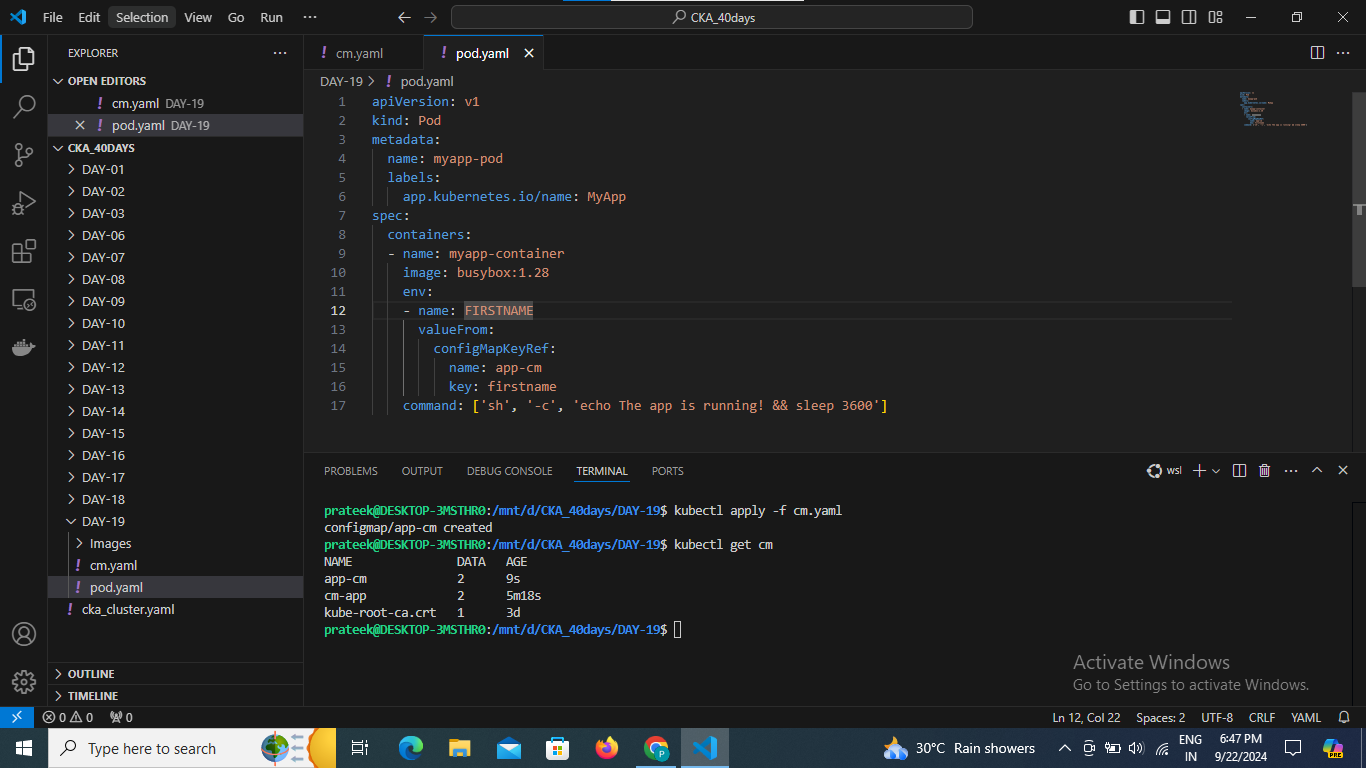 File Edit Selection View Go Run ···
CKA_40days
EXPLORER ···
OPEN EDITORS
! cm.yaml DAY-19
! pod.yaml DAY-19
CKA_40DAYS
DAY-01
DAY-02
DAY-03
DAY-06
DAY-07
DAY-08
DAY-09
DAY-10
DAY-11
DAY-12
DAY-13
DAY-14
DAY-15
DAY-16
DAY-17
DAY-18
DAY-19
Images
! cm.yaml
! pod.yaml
! cka_cluster.yaml
OUTLINE
TIMELINE
! cm.yaml ! pod.yaml
DAY-19 > ! pod.yaml
1 apiVersion: v1
2 kind: Pod
3 metadata:
4 name: myapp-pod
5 labels:
6 app.kubernetes.io/name: MyApp
7 spec:
8 containers:
9 - name: myapp-container
10 image: busybox:1.28
11 env:
12 - name: FIRSTNAME
13 valueFrom:
14 configMapKeyRef:
15 name: app-cm
16 key: firstname
17 command: ['sh', '-c', 'echo The app is running! && sleep 3600']
PROBLEMS OUTPUT DEBUG CONSOLE TERMINAL PORTS
wsl
prateek@DESKTOP-3MSTHR0:/mnt/d/CKA_40days/DAY-19$ kubectl apply -f cm.yaml
configmap/app-cm created
prateek@DESKTOP-3MSTHR0:/mnt/d/CKA_40days/DAY-19$ kubectl get cm
NAME DATA AGE
app-cm 2 9s
cm-app 2 5m18s
kube-root-ca.crt 1 3d
prateek@DESKTOP-3MSTHR0:/mnt/d/CKA_40days/DAY-19$
Activate Windows
Go to Settings to activate Windows.
0 0 0
Ln 12, Col 22 Spaces: 2 UTF-8 CRLF YAML
Type here to search
30°C Rain showers
ENG
IN
6:47 PM
9/22/2024
PRE